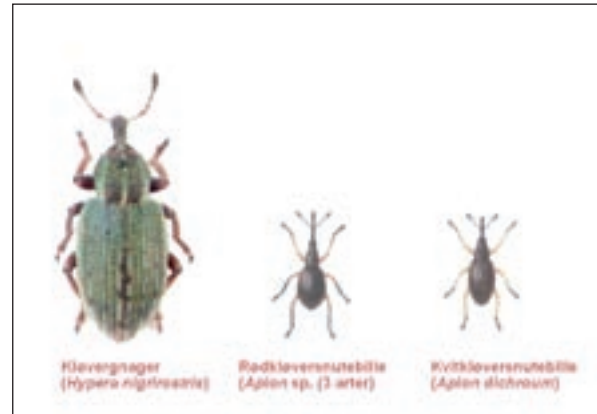 Kløvergnager
(Hypera nigrirostris)
Rødkløversnutebille
(Apion sp. (3 arter)
Kvitkløversnutebille
(Apion dichroum)